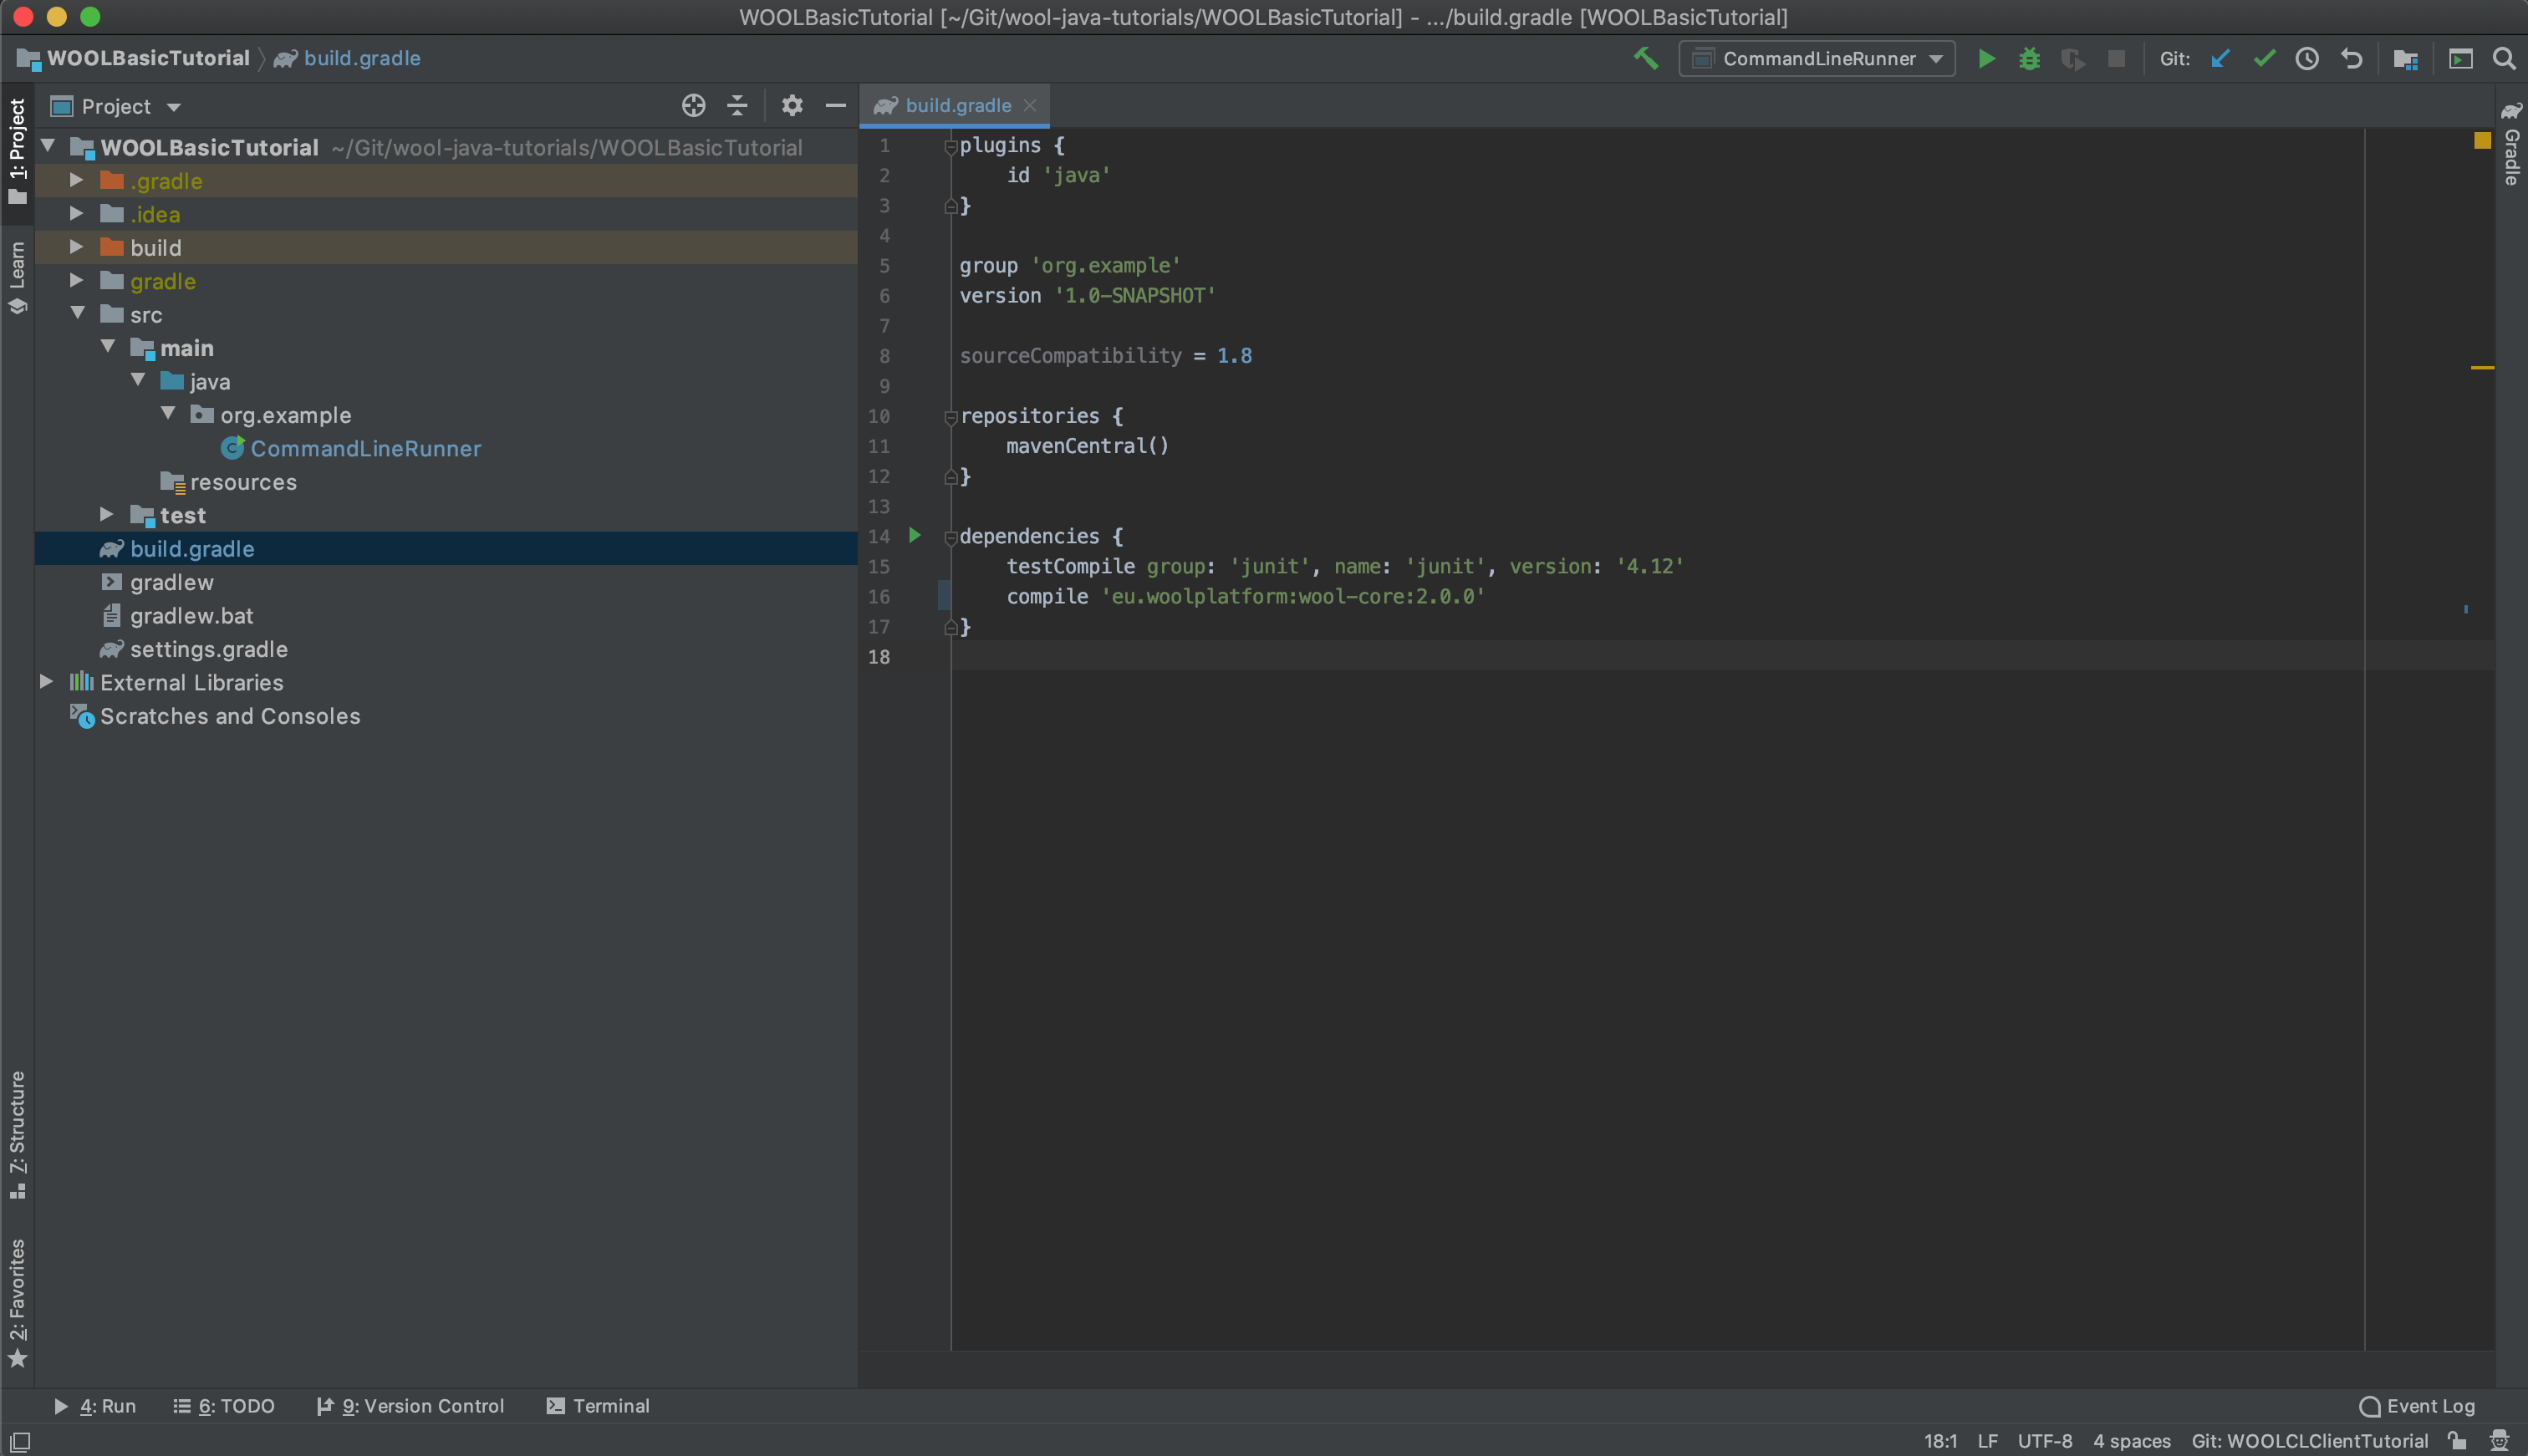 WOOLBasicTutorial [~/Git/wool-java-tutorials/WOOLBasicTutorial] - .../build.gradle [WOOLBasicTutorial]
WOOLBasicTutorial build.gradle CommandLineRunner Git:
1: Project
Learn
7: Structure
2: Favorites
Project
WOOLBasicTutorial ~/Git/wool-java-tutorials/WOOLBasicTutorial
.gradle
.idea
build
gradle
src
main
java
org.example
CommandLineRunner
resources
test
build.gradle
gradlew
gradlew.bat
settings.gradle
External Libraries
Scratches and Consoles
build.gradle
1 plugins {
2     id 'java'
3 }
4
5 group 'org.example'
6 version '1.0-SNAPSHOT'
7
8 sourceCompatibility = 1.8
9
10 repositories {
11     mavenCentral()
12 }
13
14 dependencies {
15     testCompile group: 'junit', name: 'junit', version: '4.12'
16     compile 'eu.woolplatform:wool-core:2.0.0'
17 }
18
Gradle
4: Run 6: TODO 9: Version Control Terminal Event Log
18:1 LF UTF-8 4 spaces Git: WOOLCLClientTutorial